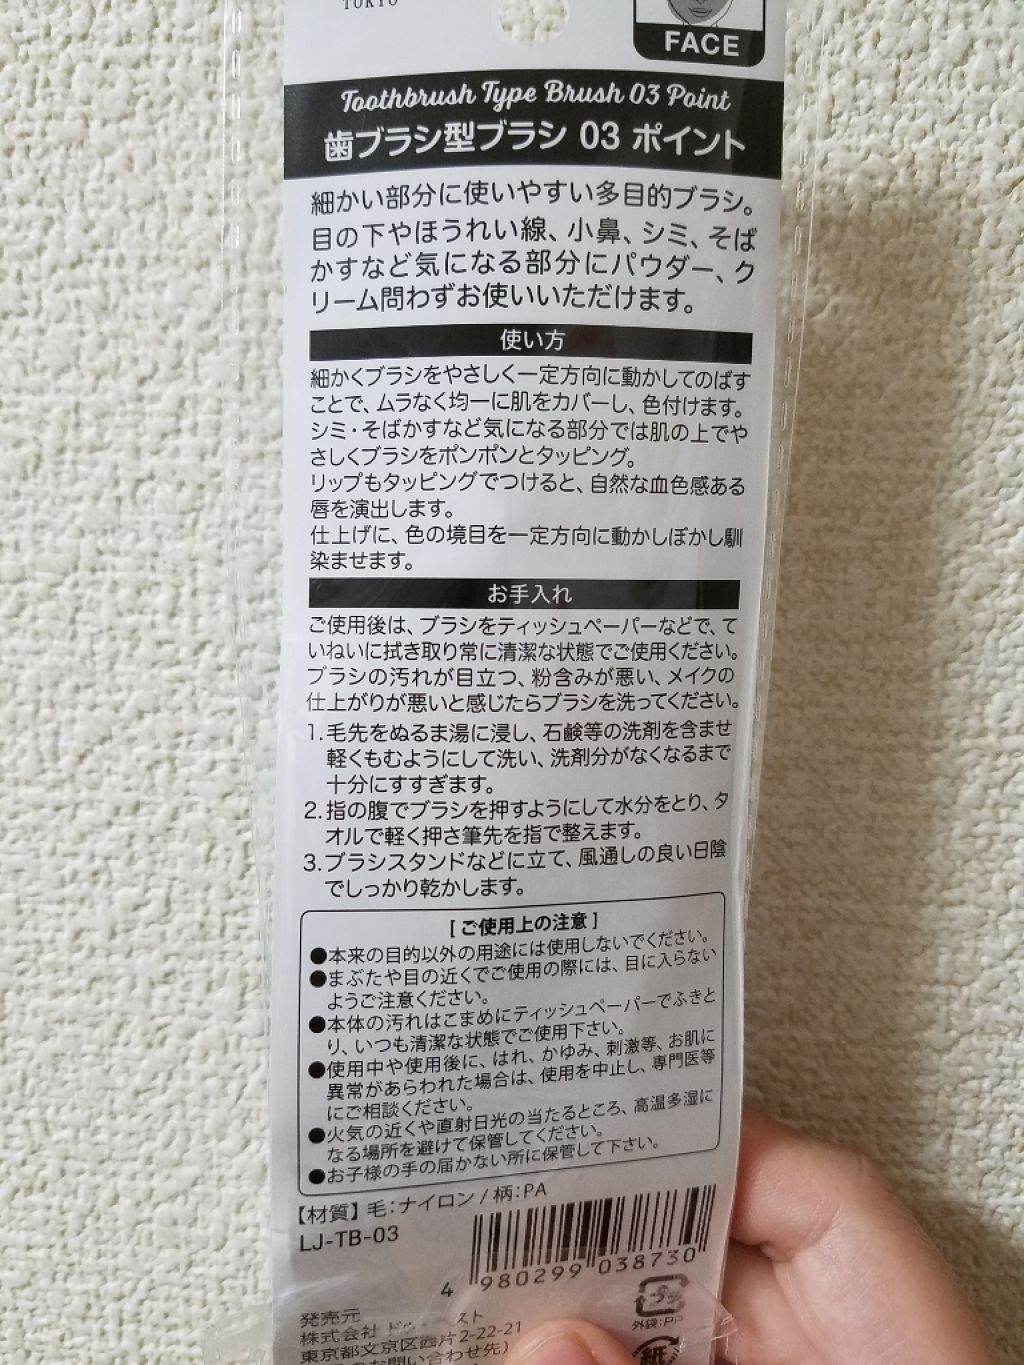 TOKYO
FACE
Toothbrush Type Brush 03 Point
歯ブラシ型ブラシ 03 ポイント
細かい部分に使いやすい多目的ブラシ。
目の下やほうれい線、小鼻、シミ、そば
かすなど気になる部分にパウダー、ク
リーム問わずお使いいただけます。
使い方
細かくブラシをやさしく一定方向に動かしてのばす
ことで、ムラなく均一に肌をカバーし、色付けます。
シミ・そばかすなど気になる部分では肌の上でや
さしくブラシをポンポンとタッピング。
リップもタッピングでつけると、自然な血色感ある
唇を演出します。
仕上げに、色の境目を一定方向に動かしぼかし馴
染ませます。
お手入れ
ご使用後は、ブラシをティッシュペーパーなどで、て
いねいに拭き取り常に清潔な状態でご使用ください。
ブラシの汚れが目立つ、粉含みが悪い、メイクの
仕上がりが悪いと感じたらブラシを洗ってください。
1.毛先をぬるま湯に浸し、石鹸等の洗剤を含ませ
軽くもむようにして洗い、洗剤分がなくなるまで
十分にすすぎます。
2.指の腹でブラシを押すようにして水分をとり、タ
オルで軽く押さ筆先を指で整えます。
3.ブラシスタンドなどに立て、風通しの良い日陰
でしっかり乾かします。
[ご使用上の注意]
●本来の目的以外の用途には使用しないでください。
●まぶたや目の近くでご使用の際には、目に入らない
ようご注意ください。
●本体の汚れはこまめにティッシュペーパーでふきと
り、いつも清潔な状態でご使用下さい。
●使用中や使用後に、はれ、かゆみ、刺激等、お肌に
異常があらわれた場合は、使用を中止し、専門医等
にご相談ください。
●火気の近くや直射日光の当たるところ、高温多湿に
なる場所を避けて保管してください。
●お子様の手の届かない所に保管して下さい。
【材質】毛:ナイロン / 柄:PA
LJ-TB-03
4 980299 038730
発売元
株式会社
東京都文京区西片2-22-21
お問い合わせ先)
外袋:PP
紙